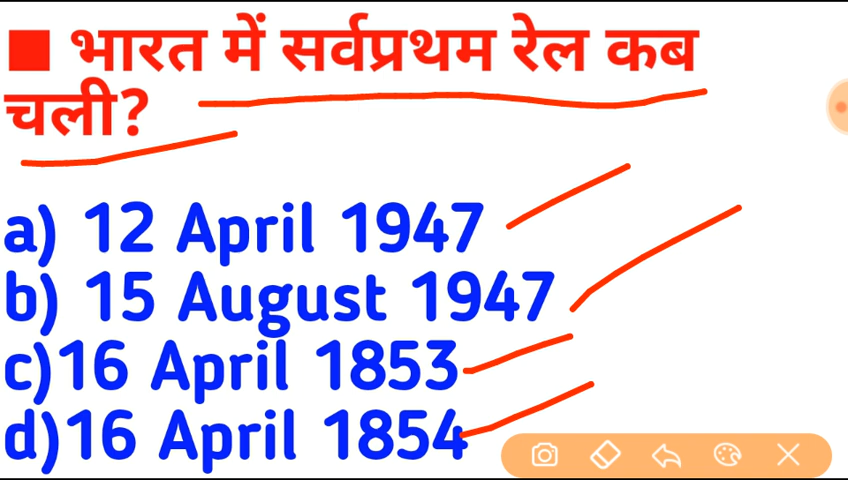 ■ भारत में सर्वप्रथम रेल कब
चली?
a) 12 April 1947
b) 15 August 1947
c)16 April 1853
d)16 April 1854